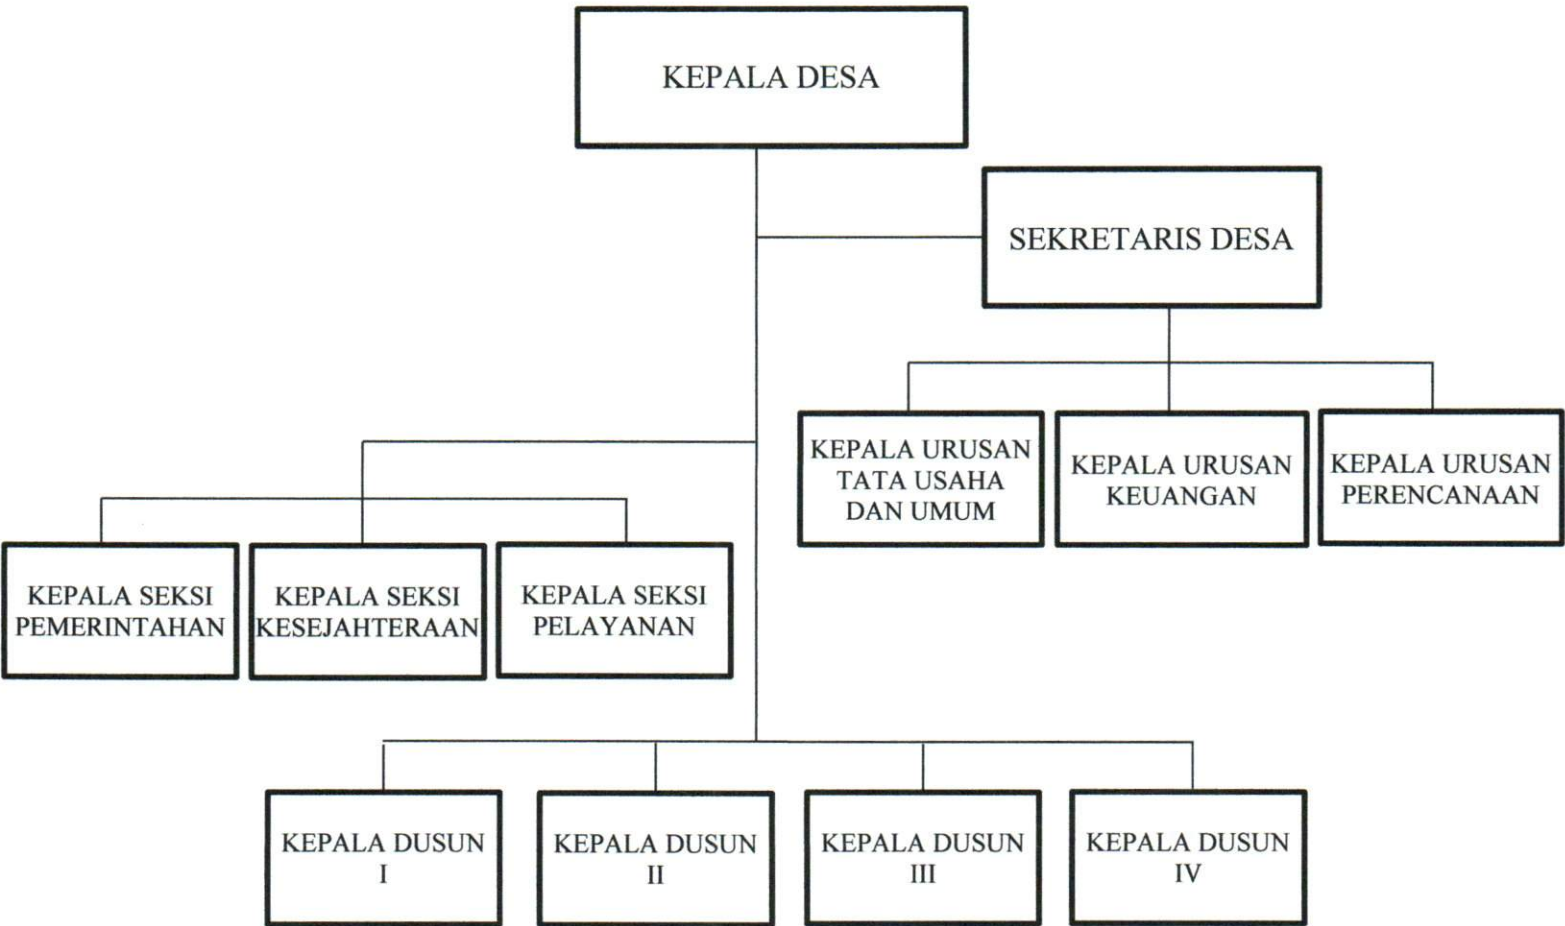 KEPALA DESA
SEKRETARIS DESA
KEPALA URUSAN
TATA USAHA
DAN UMUM
KEPALA URUSAN
KEUANGAN
KEPALA URUSAN
PERENCANAAN
KEPALA SEKSI
PEMERINTAHAN
KEPALA SEKSI
KESEJAHTERAAN
KEPALA SEKSI
PELAYANAN
KEPALA DUSUN
I
KEPALA DUSUN
II
KEPALA DUSUN
III
KEPALA DUSUN
IV